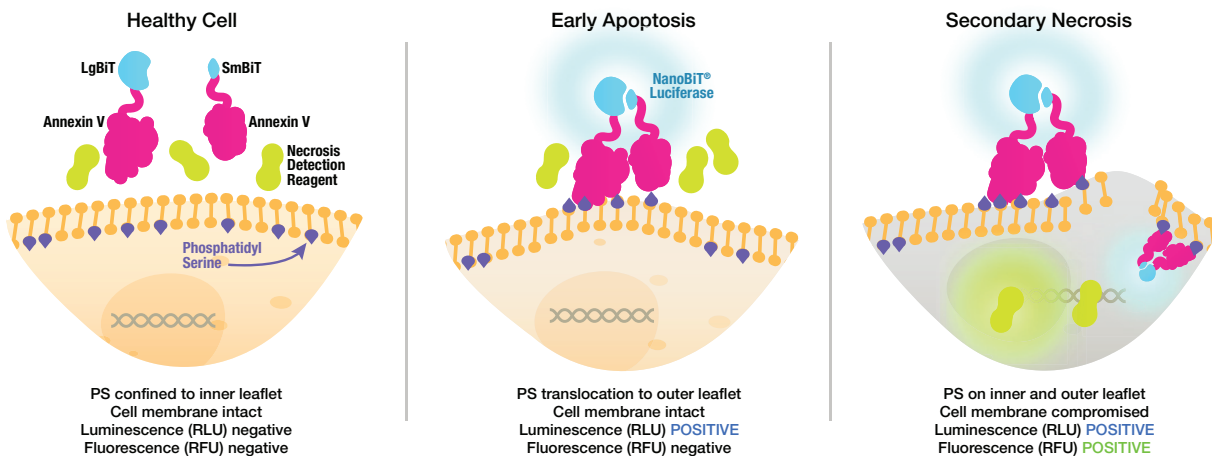 Healthy Cell
LgBiT
SmBiT
Annexin V
Annexin V
Necrosis
Detection
Reagent
Phosphatidyl
Serine
PS confined to inner leaflet
Cell membrane intact
Luminescence (RLU) negative
Fluorescence (RFU) negative
Early Apoptosis
NanoBiT®
Luciferase
PS translocation to outer leaflet
Cell membrane intact
Luminescence (RLU) POSITIVE
Fluorescence (RFU) negative
Secondary Necrosis
PS on inner and outer leaflet
Cell membrane compromised
Luminescence (RLU) POSITIVE
Fluorescence (RFU) POSITIVE